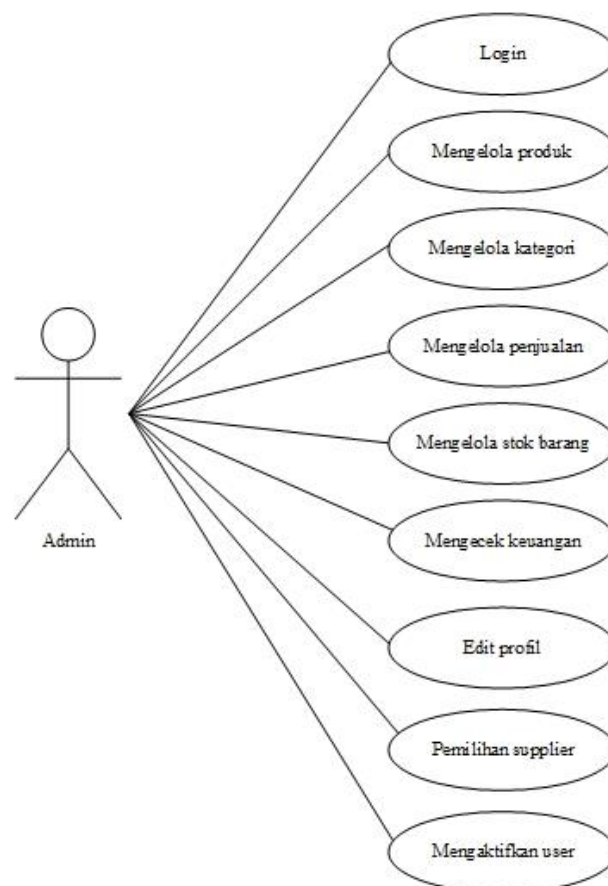 Login
Mengelola produk
Mengelola kategori
Mengelola penjualan
Mengelola stok barang
Admin
Mengecek keuangan
Edit profil
Pemilihan supplier
Mengaktifkan user